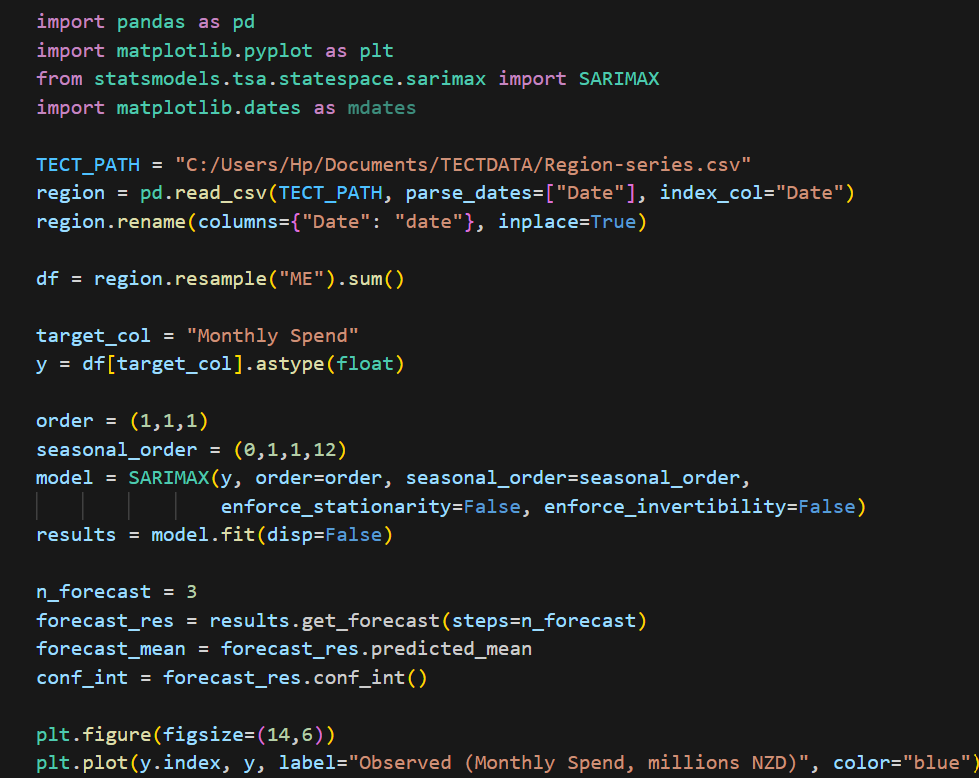 import pandas as pd
import matplotlib.pyplot as plt
from statsmodels.tsa.statespace.sarimax import SARIMAX
import matplotlib.dates as mdates
TECT_PATH = "C:/Users/Hp/Documents/TECTDATA/Region-series.csv"
region = pd.read_csv(TECT_PATH, parse_dates=["Date"], index_col="Date")
region.rename(columns={"Date": "date"}, inplace=True)
df = region.resample("ME").sum()
target_col = "Monthly Spend"
y = df[target_col].astype(float)
order = (1,1,1)
seasonal_order = (0,1,1,12)
model = SARIMAX(y, order=order, seasonal_order=seasonal_order,
                enforce_stationarity=False, enforce_invertibility=False)
results = model.fit(disp=False)
n_forecast = 3
forecast_res = results.get_forecast(steps=n_forecast)
forecast_mean = forecast_res.predicted_mean
conf_int = forecast_res.conf_int()
plt.figure(figsize=(14,6))
plt.plot(y.index, y, label="Observed (Monthly Spend, millions NZD)", color="blue")